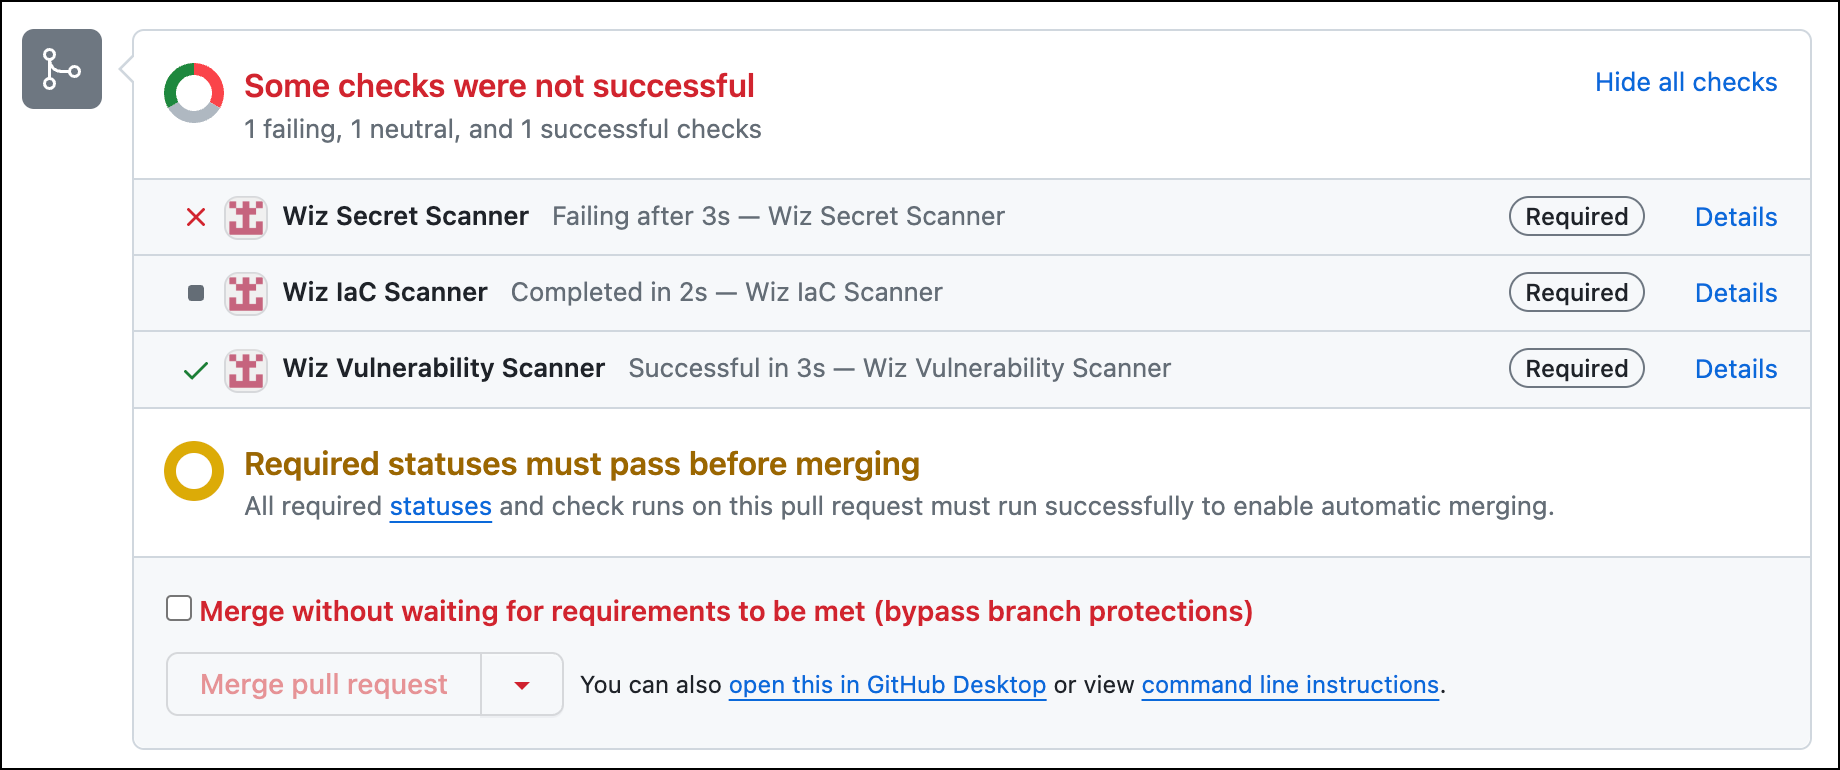 Some checks were not successful
Hide all checks
1 failing, 1 neutral, and 1 successful checks
Wiz Secret Scanner Failing after 3s — Wiz Secret Scanner Required Details
Wiz IaC Scanner Completed in 2s — Wiz IaC Scanner Required Details
Wiz Vulnerability Scanner Successful in 3s — Wiz Vulnerability Scanner Required Details
Required statuses must pass before merging
All required statuses and check runs on this pull request must run successfully to enable automatic merging.
Merge without waiting for requirements to be met (bypass branch protections)
Merge pull request You can also open this in GitHub Desktop or view command line instructions.